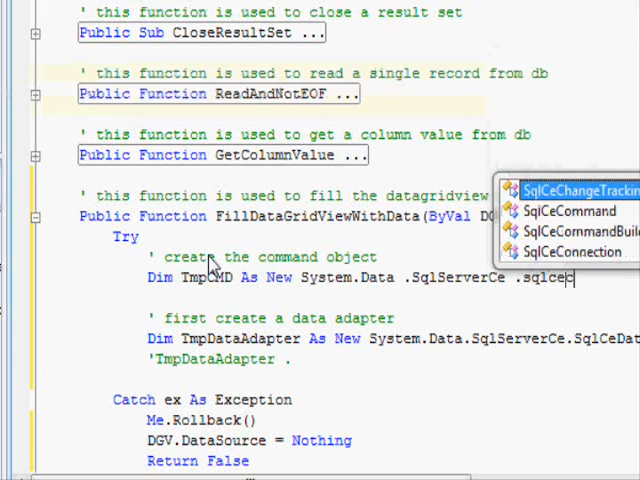 ' this function is used to close a result set
Public Sub CloseResultSet ...
' this function is used to read a single record from db
Public Function ReadAndNotEOF ...
' this function is used to get a column value from db
Public Function GetColumnValue ...
' this function is used to fill the datagridview
Public Function FillDataGridViewWithData(ByVal
Try
' create the command object
Dim TmpCMD As New System.Data .SqlServerCe .sqlcec
' first create a data adapter
Dim TmpDataAdapter As New System.Data.SqlServerCe.SqlCeDat
'TmpDataAdapter .
Catch ex As Exception
Me.Rollback()
DGV.DataSource = Nothing
Return False
SqlCeChangeTrackin
SqlCeCommand
SqlCeCommandBuil
SqlCeConnection